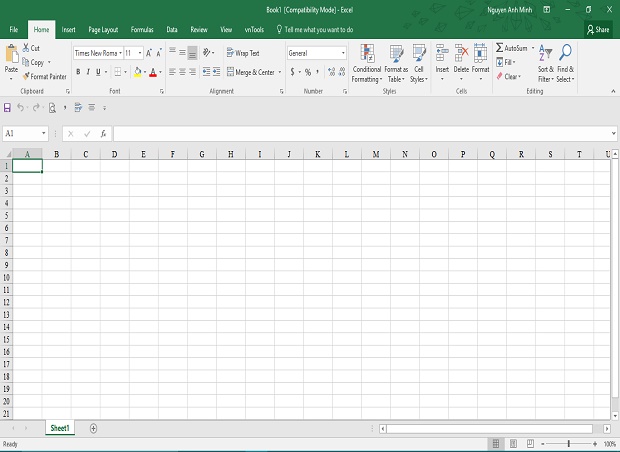 Book1 [Compatibility Mode] - Excel
Nguyen Anh Minh
File Home Insert Page Layout Formulas Data Review View vnTools Tell me what you want to do Share
Paste
Cut
Copy
Format Painter
Clipboard
Times New Roma 11 A A
B I U A
Font
Wrap Text
Merge & Center
Alignment
General
$ % ,
Number
Conditional Formatting
Format as Table
Cell Styles
Styles
Insert Delete Format
Cells
AutoSum
Fill
Clear
Sort & Filter
Find & Select
Editing
A1 fx
A B C D E F G H I J K L M N O P Q R S T U
1
2
3
4
5
6
7
8
9
10
11
12
13
14
15
16
17
18
19
20
21
Sheet1
Ready 100%